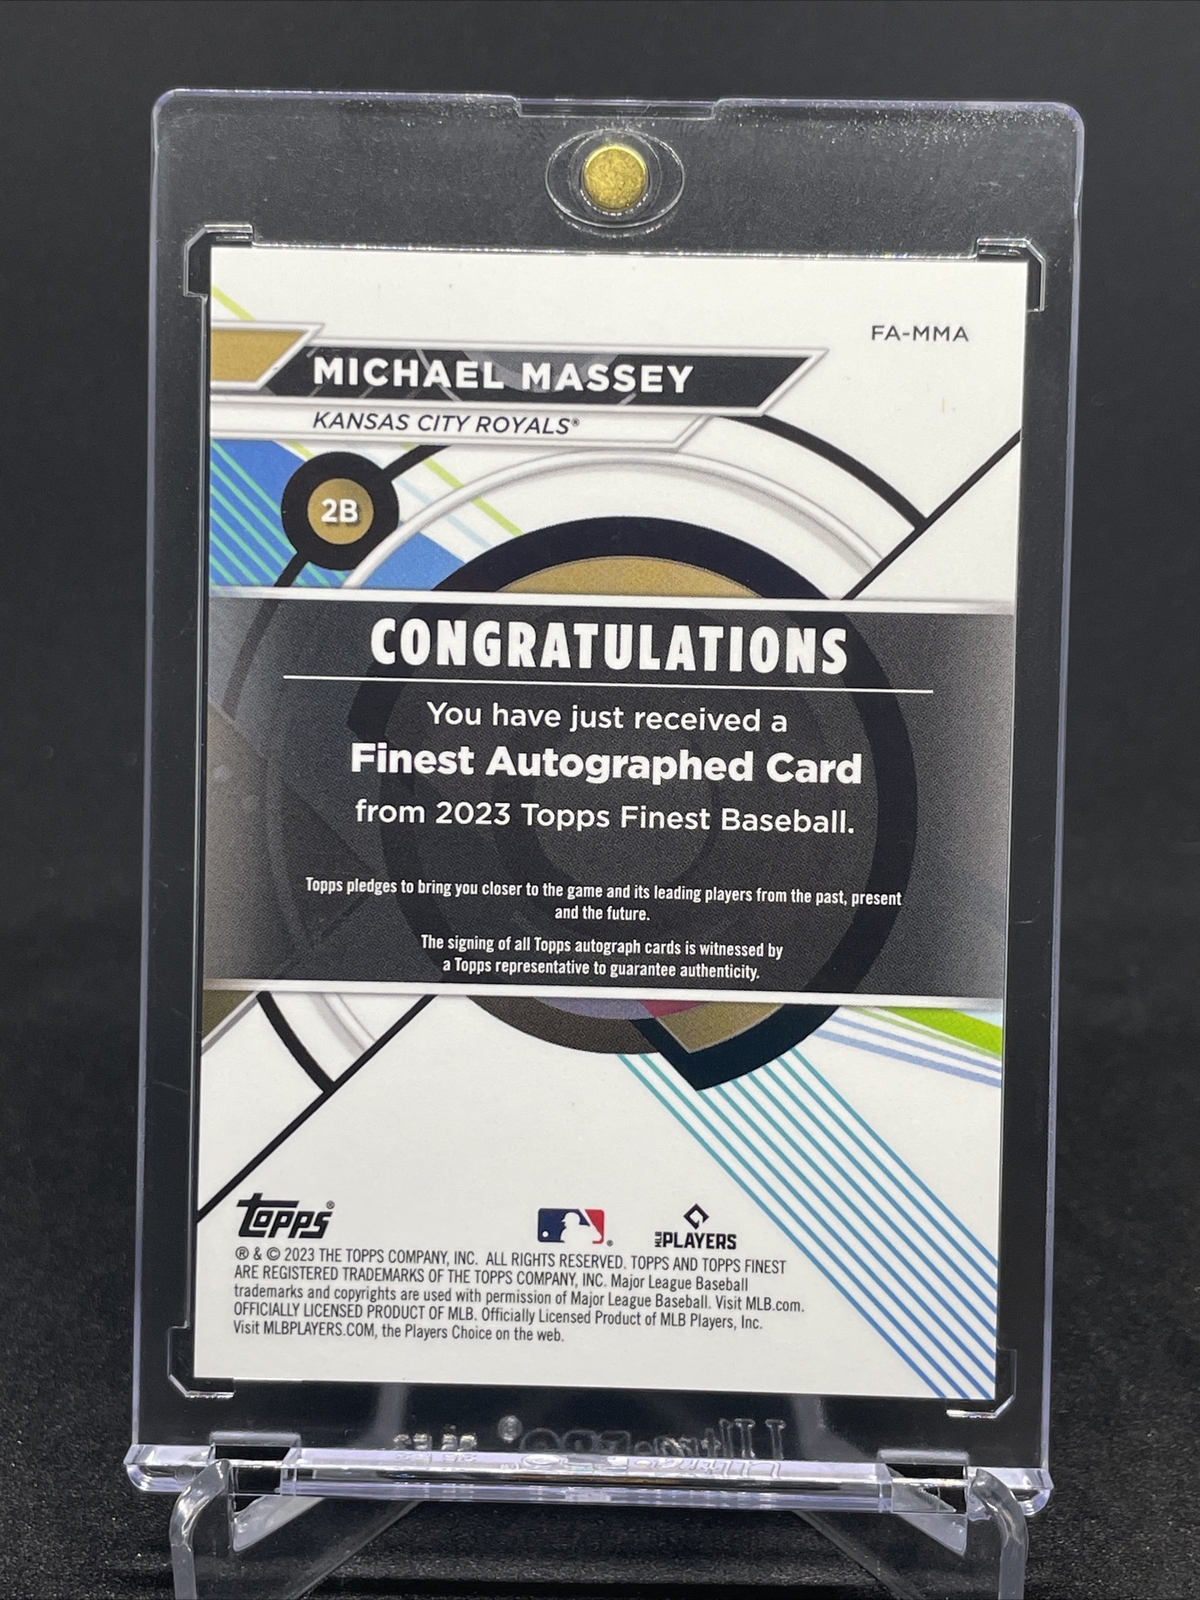 FA-MMA
MICHAEL MASSEY
KANSAS CITY ROYALS®
2B
CONGRATULATIONS
You have just received a
Finest Autographed Card
from 2023 Topps Finest Baseball.
Topps pledges to bring you closer to the game and its leading players from the past, present
and the future.
The signing of all Topps autograph cards is witnessed by
a Topps representative to guarantee authenticity.
topps®
MLB PLAYERS
® & © 2023 THE TOPPS COMPANY, INC. ALL RIGHTS RESERVED. TOPPS AND TOPPS FINEST
ARE REGISTERED TRADEMARKS OF THE TOPPS COMPANY, INC. Major League Baseball
trademarks and copyrights are used with permission of Major League Baseball. Visit MLB.com.
OFFICIALLY LICENSED PRODUCT OF MLB. Officially Licensed Product of MLB Players, Inc.
Visit MLBPLAYERS.COM, the Players Choice on the web.